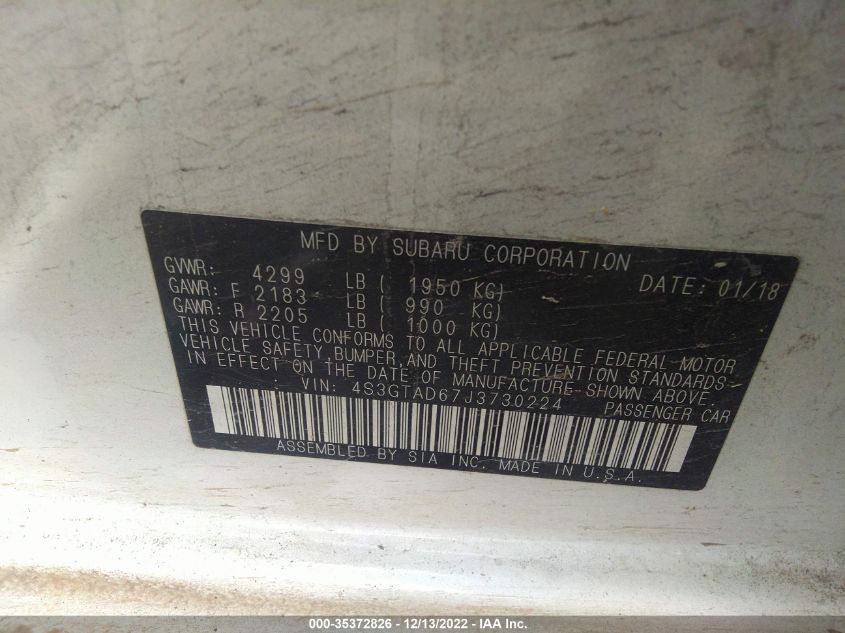 MFD BY SUBARU CORPORATION
GVWR: 4299 LB ( 1950 KG) DATE: 01/18
GAWR: F 2183 LB ( 990 KG)
GAWR: R 2205 LB ( 1000 KG)
THIS VEHICLE CONFORMS TO ALL APPLICABLE FEDERAL MOTOR
VEHICLE SAFETY,BUMPER,AND THEFT PREVENTION STANDARDS
IN EFFECT ON THE DATE OF MANUFACTURE SHOWN ABOVE.
VIN: 4S3GTAD67J3730224 PASSENGER CAR
ASSEMBLED BY SIA INC. MADE IN U.S.A.
000-35372826 - 12/13/2022 - IAA Inc.